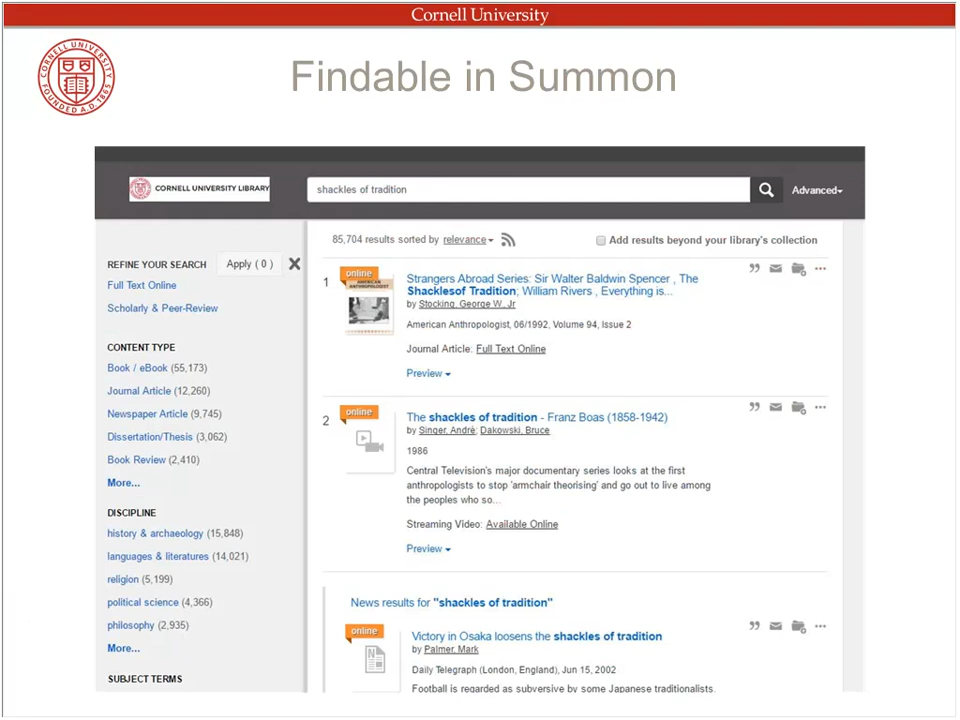 Cornell University
CORNELL UNIVERSITY
FOUNDED A.D. 1865
Findable in Summon
CORNELL UNIVERSITY LIBRARY
shackles of tradition
Advanced
REFINE YOUR SEARCH
Apply ( 0 )
Full Text Online
Scholarly & Peer-Review
CONTENT TYPE
Book / eBook (55,173)
Journal Article (12,260)
Newspaper Article (9,745)
Dissertation/Thesis (3,062)
Book Review (2,410)
More...
DISCIPLINE
history & archaeology (15,848)
languages & literatures (14,021)
religion (5,199)
political science (4,366)
philosophy (2,935)
More...
SUBJECT TERMS
85,704 results sorted by relevance
Add results beyond your library's collection
1
online
AMERICAN ANTHROPOLOGIST
Strangers Abroad Series: Sir Walter Baldwin Spencer , The
Shacklesof Tradition; William Rivers , Everything is...
by Stocking, George W., Jr
American Anthropologist, 06/1992, Volume 94, Issue 2
Journal Article: Full Text Online
Preview
2
online
The shackles of tradition - Franz Boas (1858-1942)
by Singer, André; Dakowski, Bruce
1986
Central Television's major documentary series looks at the first
anthropologists to stop 'armchair theorising' and go out to live among
the peoples who so...
Streaming Video: Available Online
Preview
News results for "shackles of tradition"
online
Victory in Osaka loosens the shackles of tradition
by Palmer, Mark
Daily Telegraph (London, England), Jun 15, 2002
Football is regarded as subversive by some Japanese traditionalists.